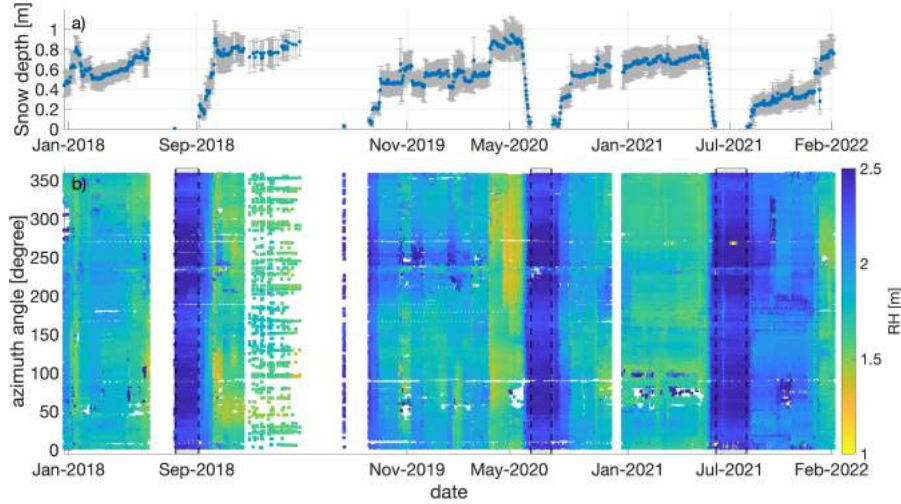 a)
Snow depth [m]
1
0.8
0.6
0.4
0.2
0
Jan-2018 Sep-2018 Nov-2019 May-2020 Jan-2021 Jul-2021 Feb-2022
b)
azimuth angle [degree]
350
300
250
200
150
100
50
0
Jan-2018 Sep-2018 Nov-2019 May-2020 Jan-2021 Jul-2021 Feb-2022
date
2.5
2
1.5
1
RH [m]